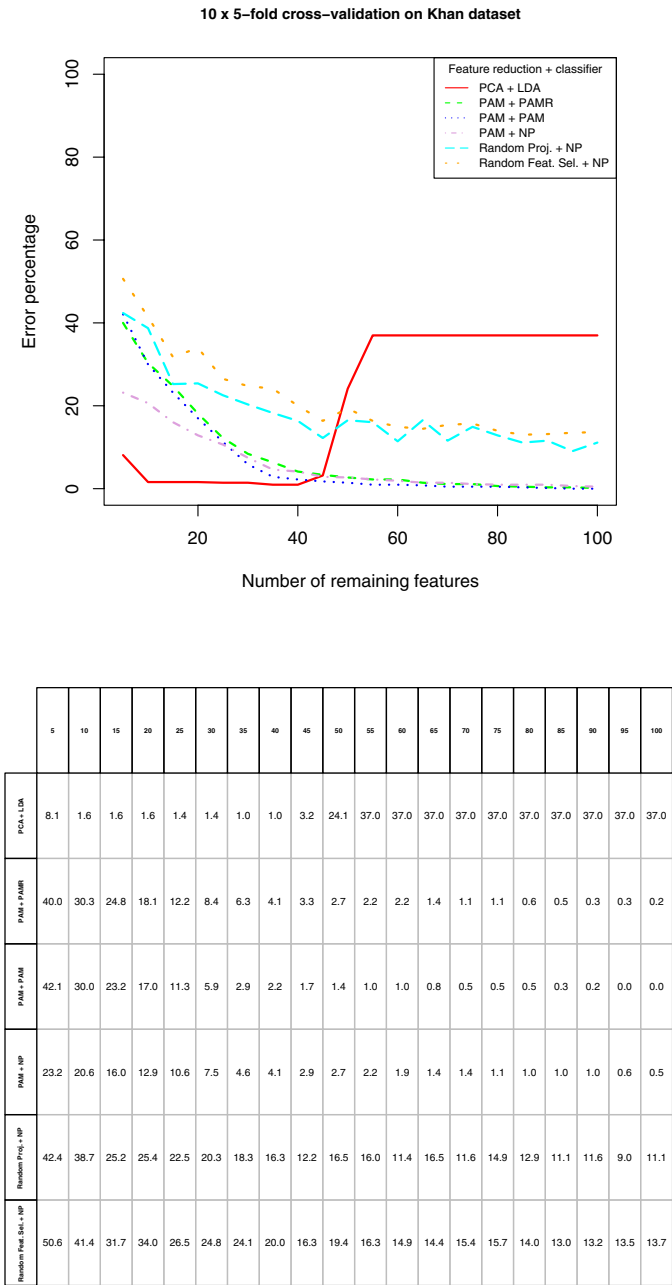 10 x 5−fold cross−validation on Khan dataset
Error percentage
100
80
60
40
20
0
Feature reduction + classifier
PCA + LDA
PAM + PAMR
PAM + PAM
PAM + NP
Random Proj. + NP
Random Feat. Sel. + NP
20 40 60 80 100
Number of remaining features
5 10 15 20 25 30 35 40 45 50 55 60 65 70 75 80 85 90 95 100
PCA + LDA 8.1 1.6 1.6 1.6 1.4 1.4 1.0 1.0 3.2 24.1 37.0 37.0 37.0 37.0 37.0 37.0 37.0 37.0 37.0 37.0
PAM + PAMR 40.0 30.3 24.8 18.1 12.2 8.4 6.3 4.1 3.3 2.7 2.2 2.2 1.4 1.1 1.1 0.6 0.5 0.3 0.3 0.2
PAM + PAM 42.1 30.0 23.2 17.0 11.3 5.9 2.9 2.2 1.7 1.4 1.0 1.0 0.8 0.5 0.5 0.5 0.3 0.2 0.0 0.0
PAM + NP 23.2 20.6 16.0 12.9 10.6 7.5 4.6 4.1 2.9 2.7 2.2 1.9 1.4 1.4 1.1 1.0 1.0 1.0 0.6 0.5
Random Proj. + NP 42.4 38.7 25.2 25.4 22.5 20.3 18.3 16.3 12.2 16.5 16.0 11.4 16.5 11.6 14.9 12.9 11.1 11.6 9.0 11.1
Random Feat. Sel. + NP 50.6 41.4 31.7 34.0 26.5 24.8 24.1 20.0 16.3 19.4 16.3 14.9 14.4 15.4 15.7 14.0 13.0 13.2 13.5 13.7